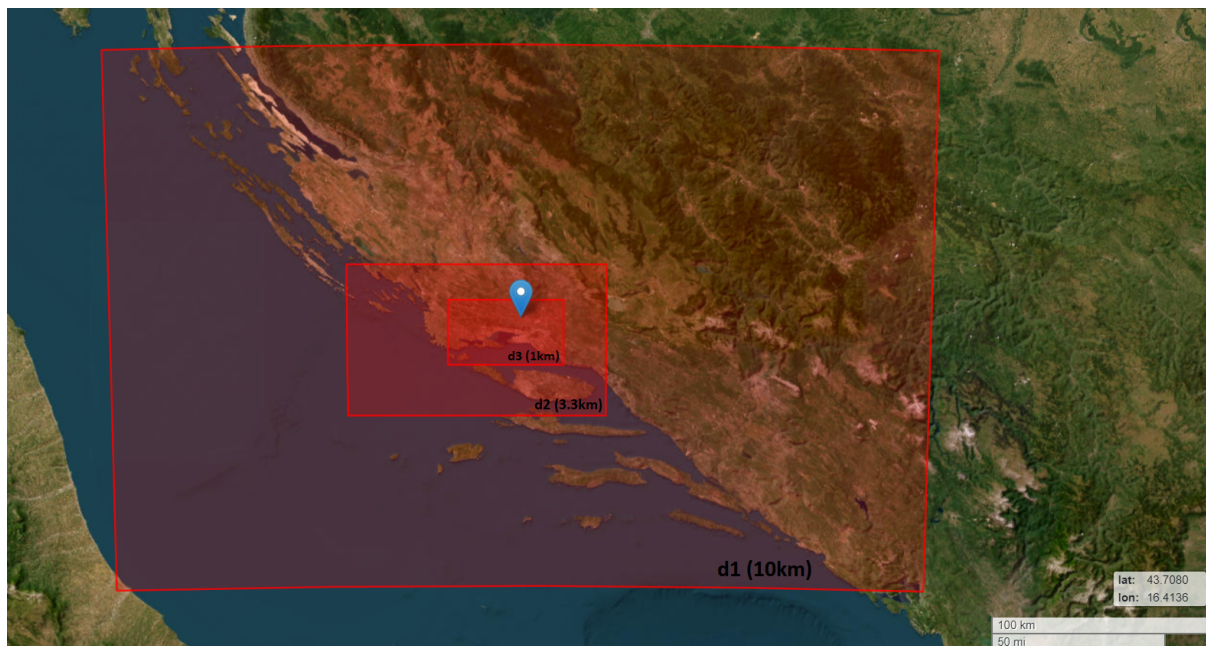 d3 (1km)
d2 (3.3km)
d1 (10km)
lat: 43.7080
lon: 16.4136
100 km
50 mi